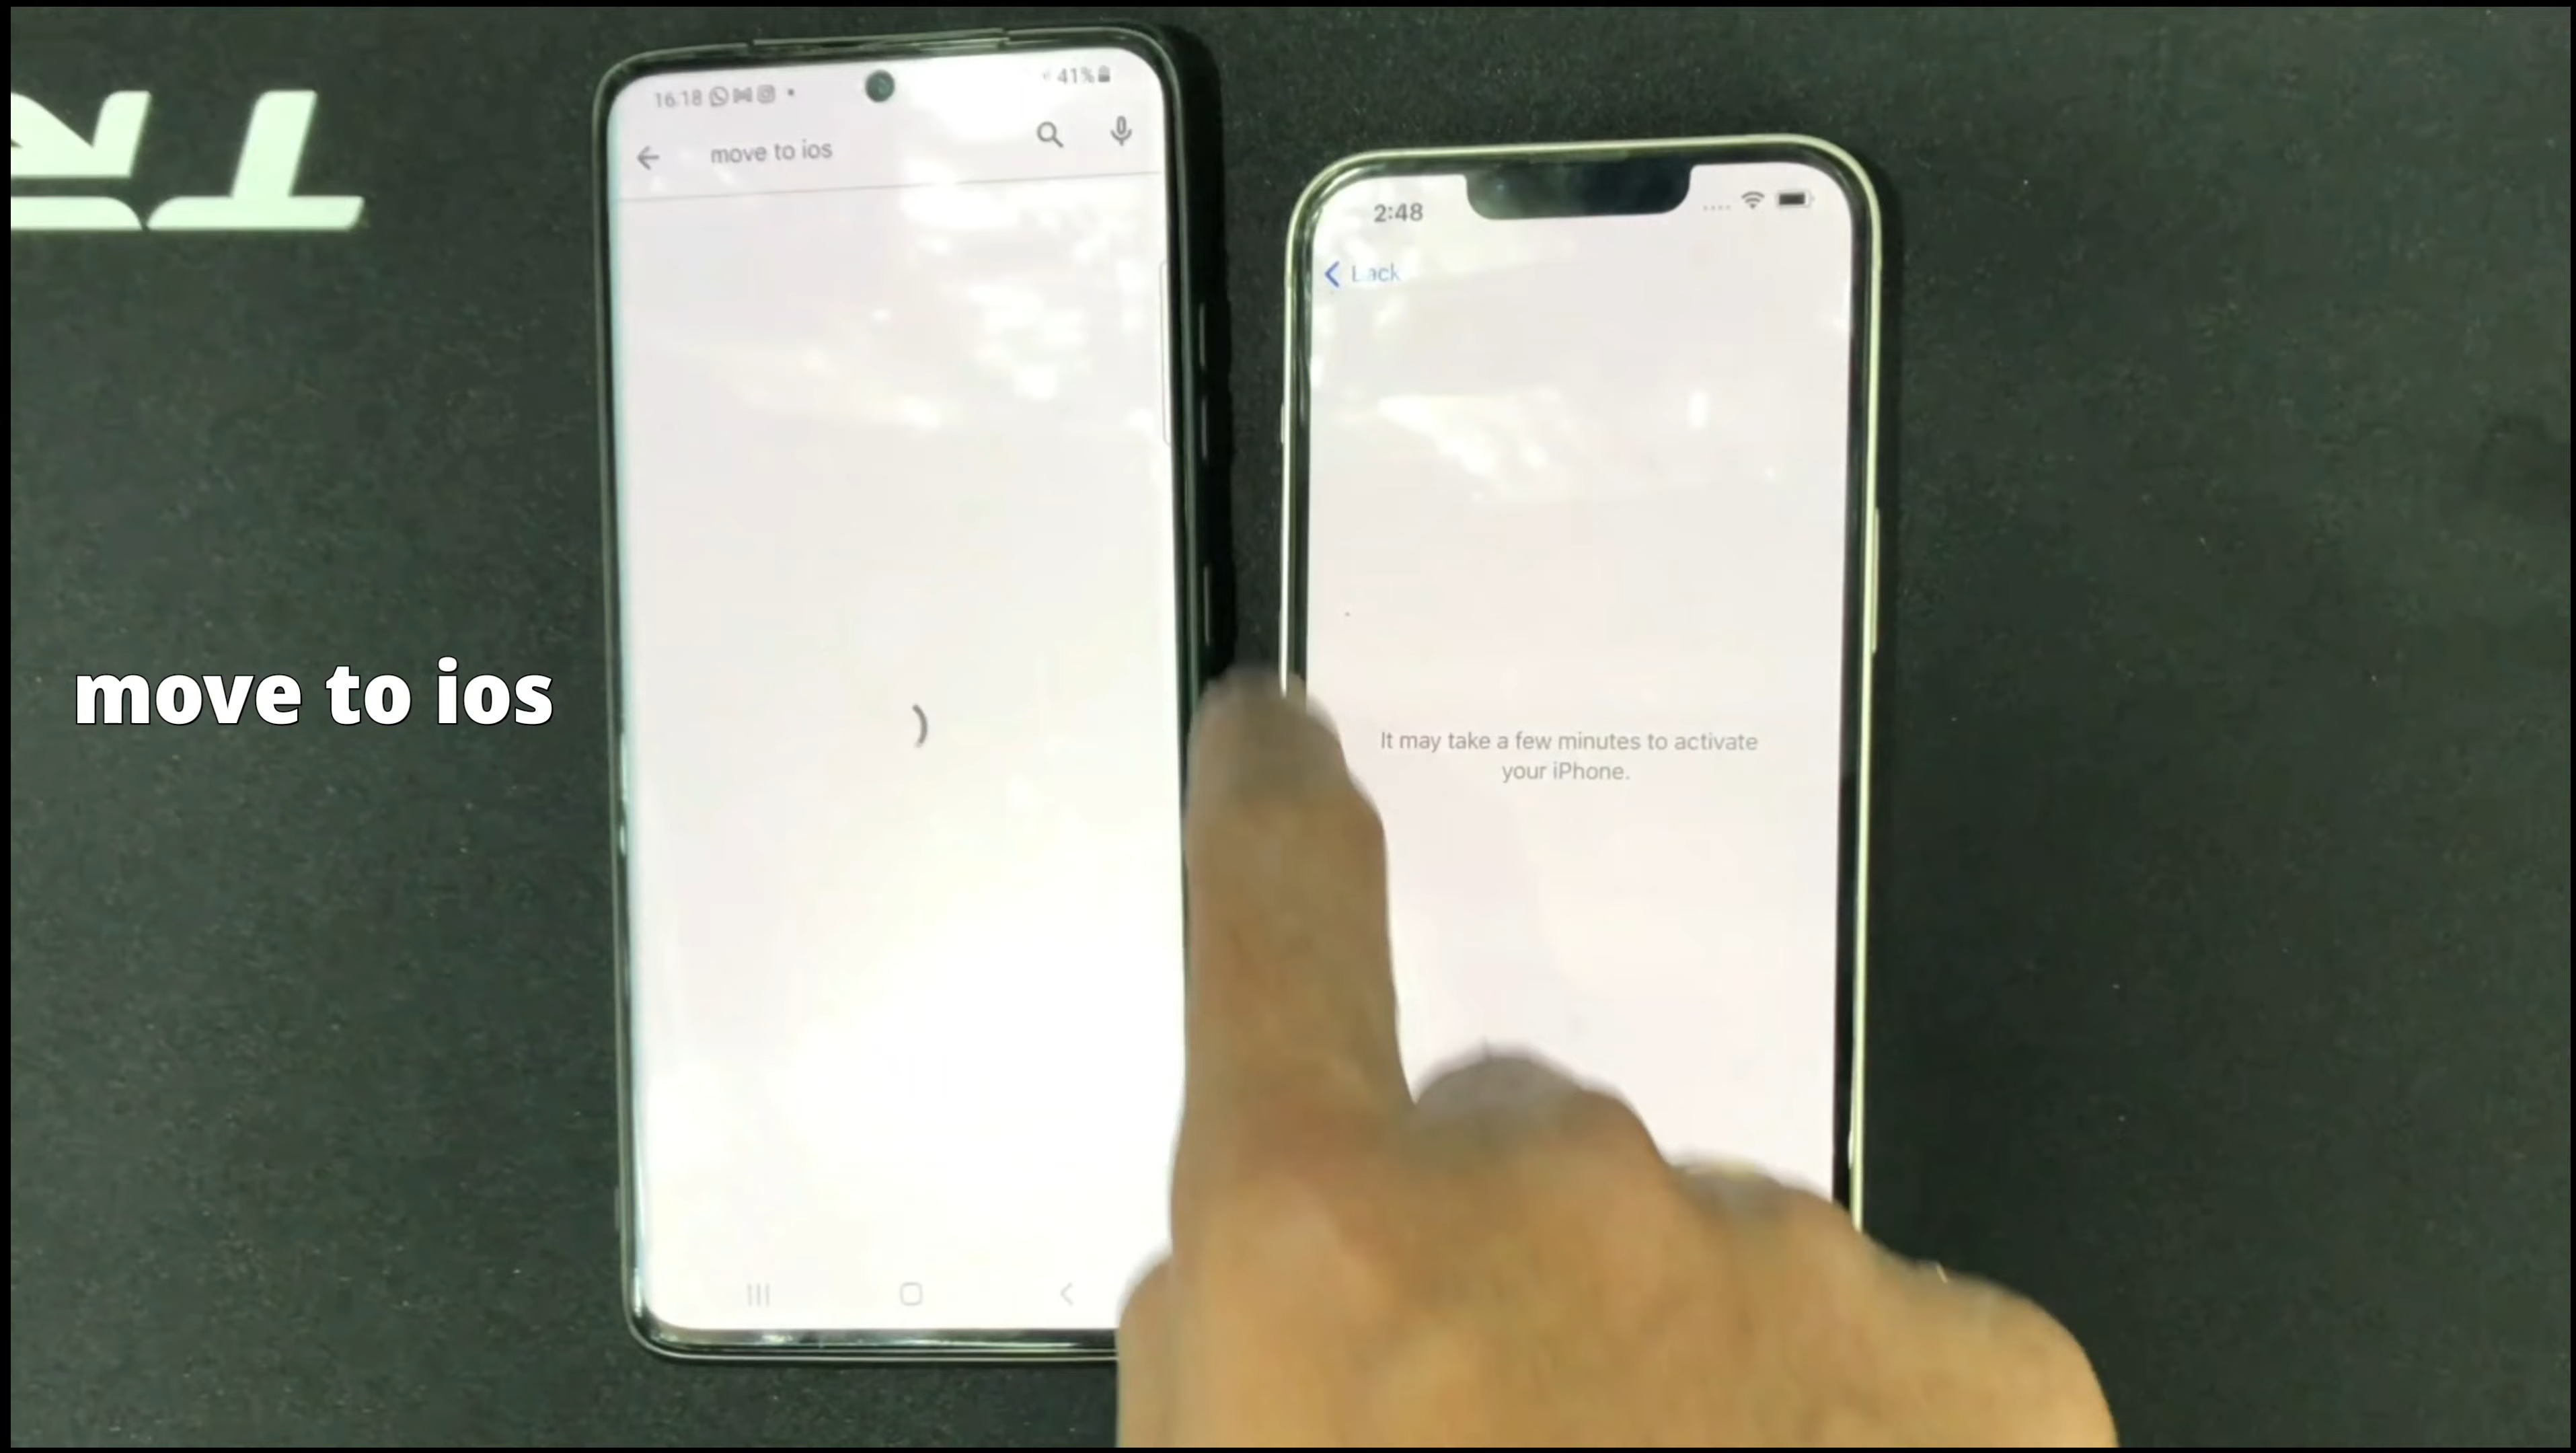 16:18
41%
move to ios
2:48
Back
move to ios
It may take a few minutes to activate
your iPhone.